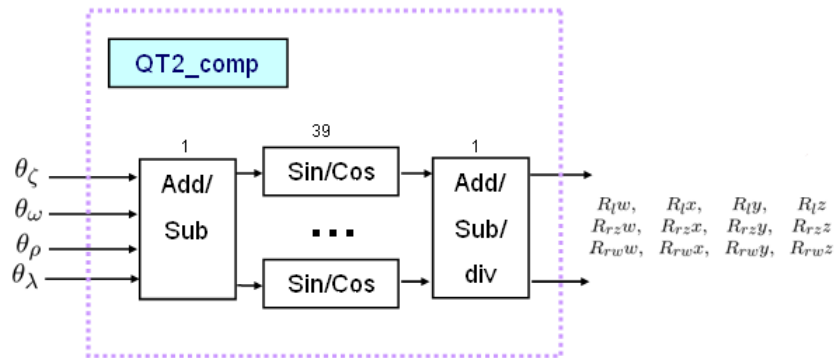 QT2_comp
1
39
1
θζ
θω
θρ
θλ
Add/
Sub
Sin/Cos
...
Sin/Cos
Add/
Sub/
div
Rlw, Rlx, Rly, Rlz
Rrzw, Rrzx, Rrzy, Rrzz
Rrww, Rrwx, Rrwy, Rrwz